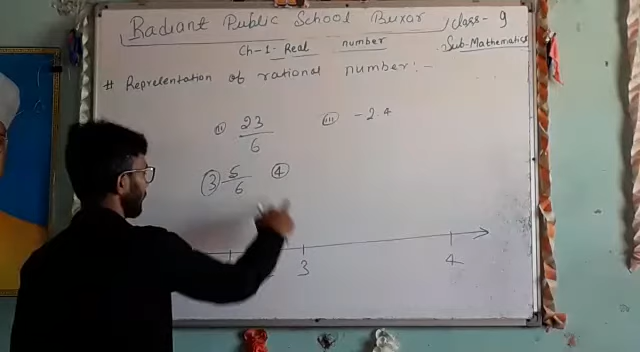 Radiant Public School Buxar / class - 9
Ch-1. Real number Sub-Mathematics
# Reprelentation of rational number:-
(ii) 23/6 (iii) -2.4
3 5/6 4
3 4